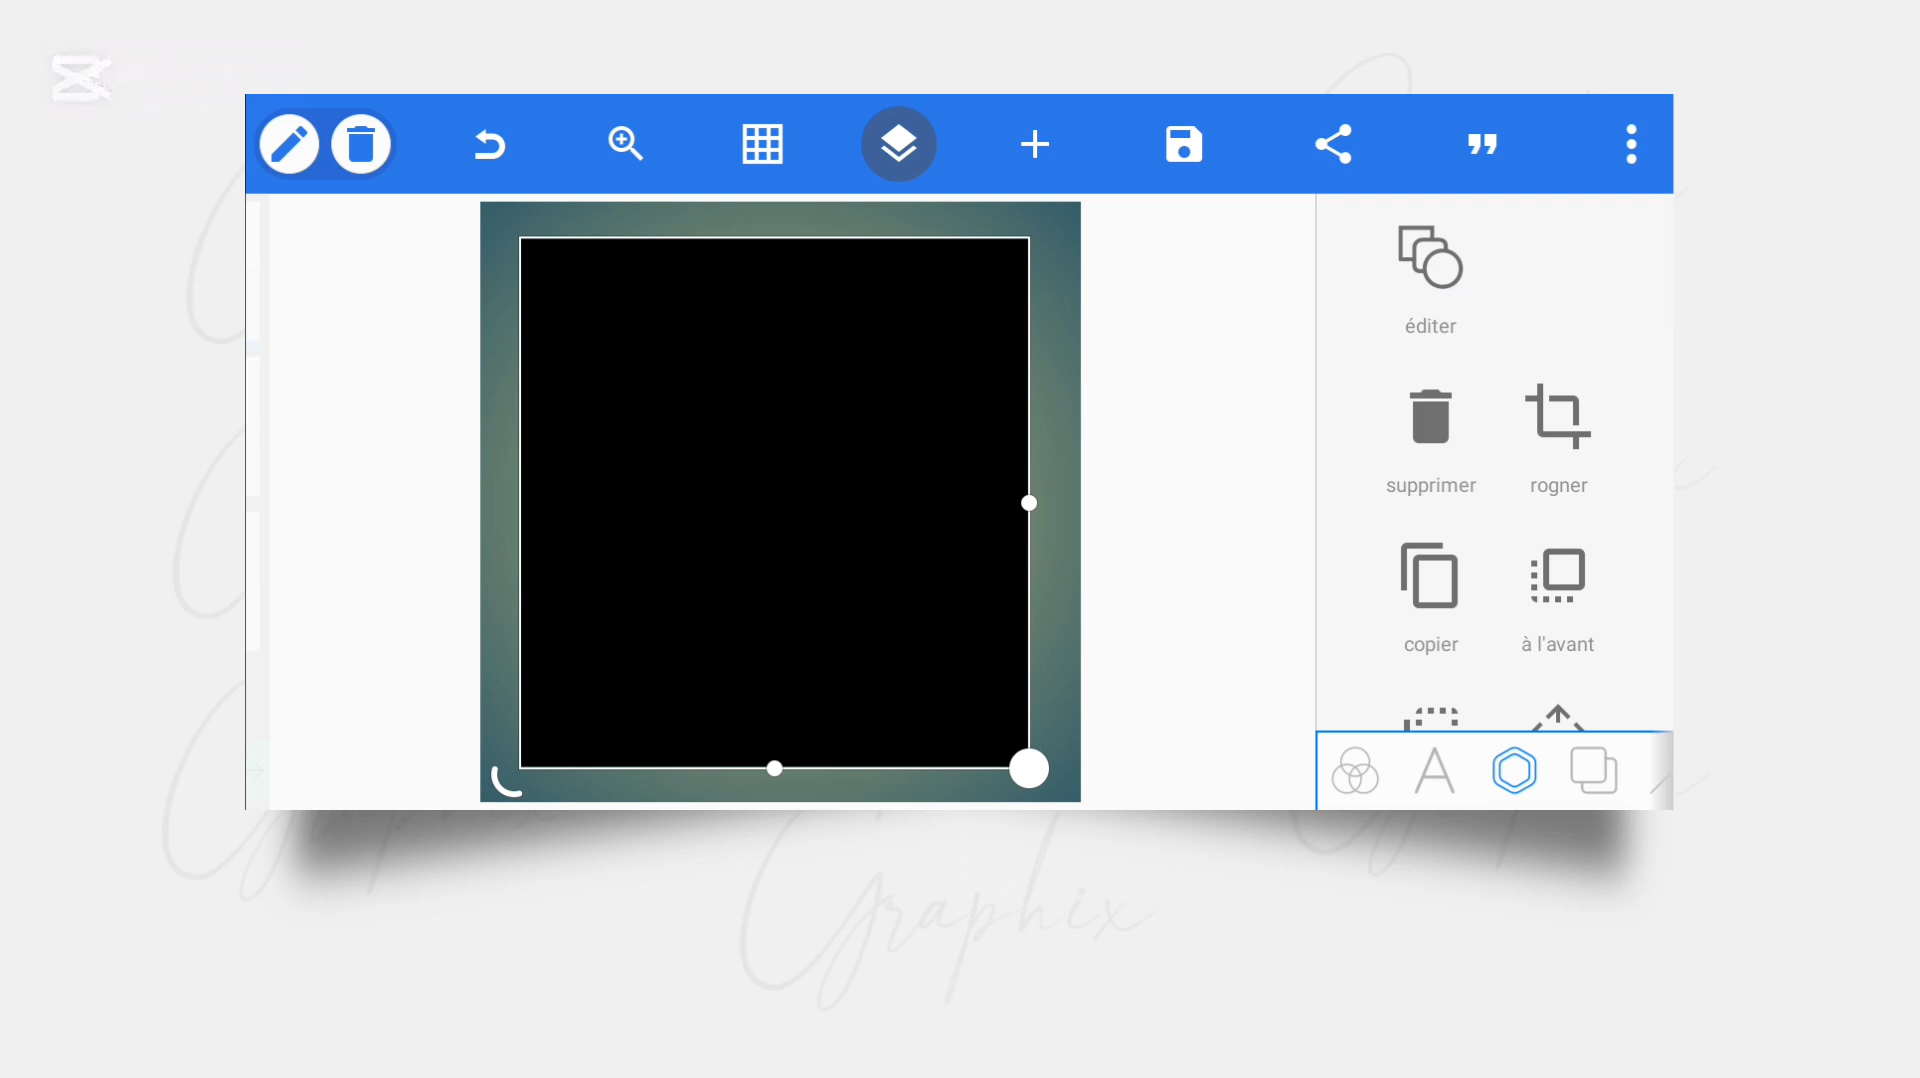 éditer
supprimer
rogner
copier
à l'avant
Graphix